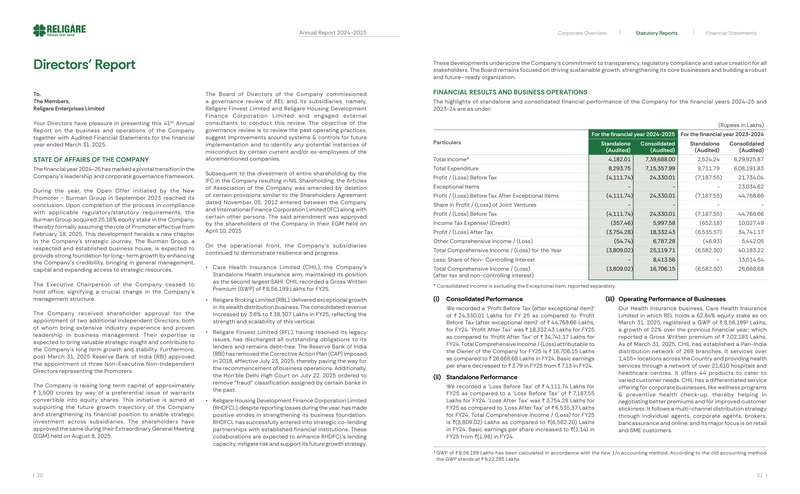 RELIGARE
Values that bind
Annual Report 2024-2025
Directors' Report
To,
The Members,
Religare Enterprises Limited
Your Directors have pleasure in presenting this 41st Annual
Report on the business and operations of the Company
together with Audited Financial Statements for the financial
year ended March 31, 2025.
STATE OF AFFAIRS OF THE COMPANY
The financial year 2024-25 has marked a pivotal transition in the
Company's leadership and corporate governance framework.
During the year, the Open Offer initiated by the New
Promoter - Burman Group in September 2023 reached its
conclusion. Upon completion of the process in compliance
with applicable regulatory/statutory requirements, the
Burman Group acquired 25.16% equity stake in the Company,
thereby formally assuming the role of Promoter effective from
February 18, 2025. This development heralds a new chapter
in the Company's strategic journey. The Burman Group, a
respected and established business house, is expected to
provide strong foundation for long-term growth by enhancing
the Company's credibility, bringing in general management,
capital and expanding access to strategic resources.
The Executive Chairperson of the Company ceased to
hold office, signifying a crucial change in the Company's
management structure.
The Company received shareholder approval for the
appointment of two additional Independent Directors, both
of whom bring extensive industry experience and proven
leadership in business management. Their expertise is
expected to bring valuable strategic insight and contribute to
the Company's long term growth and stability. Furthermore,
post March 31, 2025 Reserve Bank of India (RBI) approved
the appointment of three Non-Executive Non-Independent
Directors representing the Promoters.
The Company is raising long term capital of approximately
₹ 1,500 crores by way of a preferential issue of warrants
convertible into equity shares. This initiative is aimed at
supporting the future growth trajectory of the Company
and strengthening its financial position to enable strategic
investment across subsidiaries. The shareholders have
approved the same during their Extraordinary General Meeting
(EGM) held on August 8, 2025.
The Board of Directors of the Company commissioned
a governance review of REL and its subsidiaries, namely,
Religare Finvest Limited and Religare Housing Development
Finance Corporation Limited and engaged external
consultants to conduct this review. The objective of the
governance review is to review the past operating practices,
suggest improvements around systems & controls for future
implementation and to identify any potential instances of
misconduct by certain current and/or ex-employees of the
aforementioned companies.
Subsequent to the divestment of entire shareholding by the
IFC in the Company resulting in NIL Shareholding, the Articles
of Association of the Company was amended by deletion
of certain provisions similar to the Shareholders Agreement
dated November 05, 2012 entered between the Company
and International Finance Corporation Limited (IFC) along with
certain other persons. The said amendment was approved
by the shareholders of the Company in their EGM held on
April 10, 2025
On the operational front, the Company's subsidiaries
continued to demonstrate resilience and progress.
• Care Health Insurance Limited (CHIL), the Company's
Standalone Health Insurance arm, maintained its position
as the second largest SAHI. CHIL recorded a Gross Written
Premium (GWP) of ₹ 8,56,199 Lakhs for FY25.
• Religare Broking Limited (RBL), delivered exceptional growth
in its wealth distribution business. The consolidated revenue
increased by 3.6% to ₹ 38,307 Lakhs in FY25, reflecting the
strength and scalability of this vertical.
• Religare Finvest Limited (RFL), having resolved its legacy
issues, has discharged all outstanding obligations to its
lenders and remains debt-free. The Reserve Bank of India
(RBI) has removed the Corrective Action Plan (CAP) imposed
in 2018, effective July 23, 2025, thereby paving the way for
the recommencement of business operations. Additionally,
the Hon'ble Delhi High Court on July 22, 2025 ordered to
remove "fraud" classification assigned by certain banks in
the past.
• Religare Housing Development Finance Corporation Limited
(RHDFCL), despite reporting losses during the year, has made
positive strides in strengthening its business foundation.
RHDFCL has successfully entered into strategic co-lending
partnerships with established financial institutions. These
collaborations are expected to enhance RHDFCL's lending
capacity, mitigate risk and support its future growth strategy.
20
Corporate Overview | Statutory Reports | Financial Statements
These developments underscore the Company's commitment to transparency, regulatory compliance and value creation for all
stakeholders. The Board remains focused on driving sustainable growth, strengthening its core businesses and building a robust
and future- ready organization.
FINANCIAL RESULTS AND BUSINESS OPERATIONS
The highlights of standalone and consolidated financial performance of the Company for the financial years 2024-25 and
2023-24 are as under:
(Rupees in Lakhs)
Particulars For the financial year 2024-2025 For the financial year 2023-2024
Standalone (Audited) Consolidated (Audited) Standalone (Audited) Consolidated (Audited)
Total Income* 4,182.01 7,39,688.00 2,524.24 6,29,925.87
Total Expenditure 8,293.75 7,15,357.99 9,711.79 6,08,191.83
Profit / (Loss) Before Tax (4,111.74) 24,330.01 (7,187.55) 21,734.04
Exceptional Items - - - 23,034.62
Profit / (Loss) Before Tax After Exceptional Items (4,111.74) 24,330.01 (7,187.55) 44,768.66
Share in Profit / (Loss) of Joint Ventures - - - -
Profit / (Loss) Before Tax (4,111.74) 24,330.01 (7,187.55) 44,768.66
Income Tax Expense/ (Credit) (357.46) 5,997.58 (652.18) 10,027.49
Profit / (Loss) After Tax (3,754.28) 18,332.43 (6,535.37) 34,741.17
Other Comprehensive Income / (Loss) (54.74) 6,787.28 (46.93) 5,442.05
Total Comprehensive Income / (Loss) for the Year (3,809.02) 25,119.71 (6,582.30) 40,183.22
Less: Share of Non- Controlling Interest - 8,413.56 - 13,514.54
Total Comprehensive Income / (Loss)
(after tax and non-controlling interest) (3,809.02) 16,706.15 (6,582.30) 26,668.68
* Consolidated Income is excluding the Exception Item, reported separately.
(i) Consolidated Performance
We recorded a 'Profit Before Tax (after exceptional item)'
of ₹ 24,330.01 Lakhs for FY 25 as compared to 'Profit
Before Tax (after exceptional item)' of ₹ 44,768.66 Lakhs,
for FY24. 'Profit After Tax' was ₹ 18,332.43 Lakhs for FY25
as compared to 'Profit After Tax' of ₹ 34,741.17 Lakhs for
FY24. Total Comprehensive Income / (Loss) attributable to
the Owner of the Company for FY25 is ₹ 16,706.15 Lakhs
as compared to ₹ 26,668.68 Lakhs in FY24. Basic earnings
per share decreased to ₹ 3.79 in FY25 from ₹ 7.13 in FY24.
(ii) Standalone Performance
We recorded a 'Loss Before Tax' of ₹ 4,111.74 Lakhs
for FY25 as compared to a 'Loss Before Tax' of ₹ 7,187.55
Lakhs for FY24. 'Loss After Tax' was ₹ 3,754.28 Lakhs for
FY25 as compared to 'Loss After Tax' of ₹ 6,535.37 Lakhs
for FY24. Total Comprehensive Income / (Loss) for FY25
is ₹(3,809.02) Lakhs as compared to ₹(6,582.20) Lakhs
in FY24. Basic earnings per share increased to ₹(1.14) in
FY25 from ₹(1.98) in FY24.
(iii) Operating Performance of Businesses
Our Health Insurance business, Care Health Insurance
Limited, in which REL held a 62.84% equity stake as on
March 31, 2025, registered a GWP of ₹ 8,56,199¹ Lakhs,
a growth of 22% over the previous financial year, which
reported a Gross Premium written of ₹ 7,02,193 Lakhs.
As of March 31, 2025, CHIL has established a Pan-India
distribution network of 269 branches. It services over
1,455+ locations across the Country and providing health
services through a network of over 21,610 hospitals and
healthcare centres. It offers 44 products to cater to
varied customer needs. CHIL has a differentiated service
offering for corporate businesses, like wellness programs
& preventive health check-up, thereby helping in
negotiating better premiums and for improved customer
stickiness. It follows a multi-channel distribution strategy
through individual agents, corporate agents, brokers,
bancassurance and online; and its major focus is on retail
and SME customers.
¹ GWP of ₹ 8,56,199 Lakhs has been calculated in accordance with the new 1/n accounting method. According to the old accounting method
the GWP stands at ₹ 9,22,285 Lakhs.
21